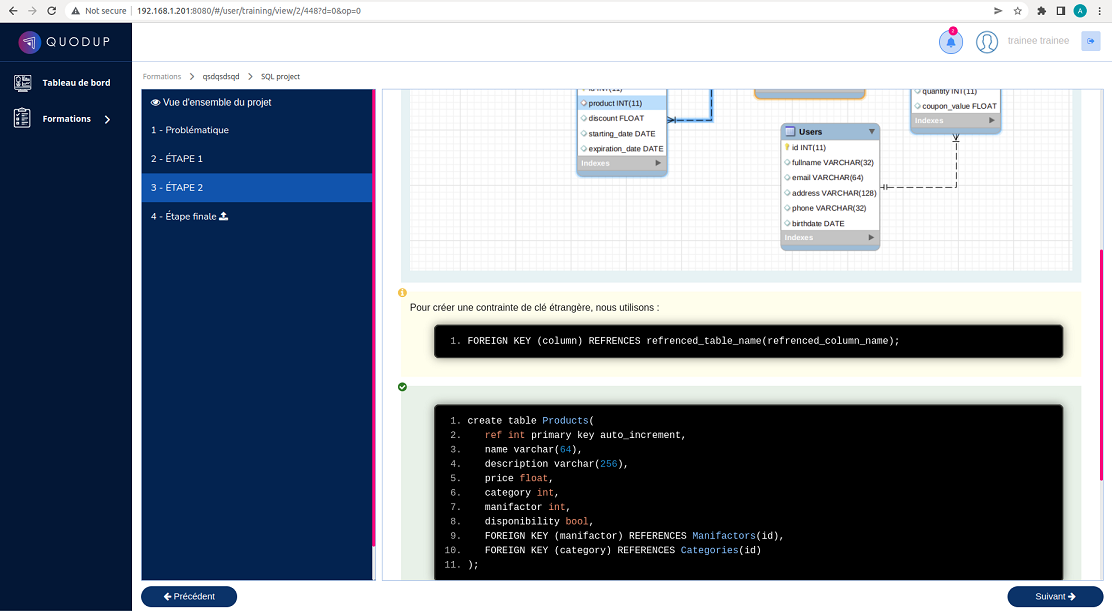 Not secure
192.168.1.201:8080/#/user/training/view/2/448?d=0&op=0
A
QUODUP
2
trainee trainee
Tableau de bord
Formations
Formations > qsdqsdsqd > SQL project
Vue d'ensemble du projet
1 - Problématique
2 - ÉTAPE 1
3 - ÉTAPE 2
4 - Étape finale
id INT(11)
product INT(11)
discount FLOAT
starting_date DATE
expiration_date DATE
Indexes
quantity INT(11)
coupon_value FLOAT
Indexes
Users
id INT(11)
fullname VARCHAR(32)
email VARCHAR(64)
address VARCHAR(128)
phone VARCHAR(32)
birthdate DATE
Indexes
Pour créer une contrainte de clé étrangère, nous utilisons :
1. FOREIGN KEY (column) REFRENCES refrenced_table_name(refrenced_column_name);
1. create table Products(
2. ref int primary key auto_increment,
3. name varchar(64),
4. description varchar(256),
5. price float,
6. category int,
7. manifactor int,
8. disponibility bool,
9. FOREIGN KEY (manifactor) REFERENCES Manifactors(id),
10. FOREIGN KEY (category) REFERENCES Categories(id)
11. );
Précédent
Suivant